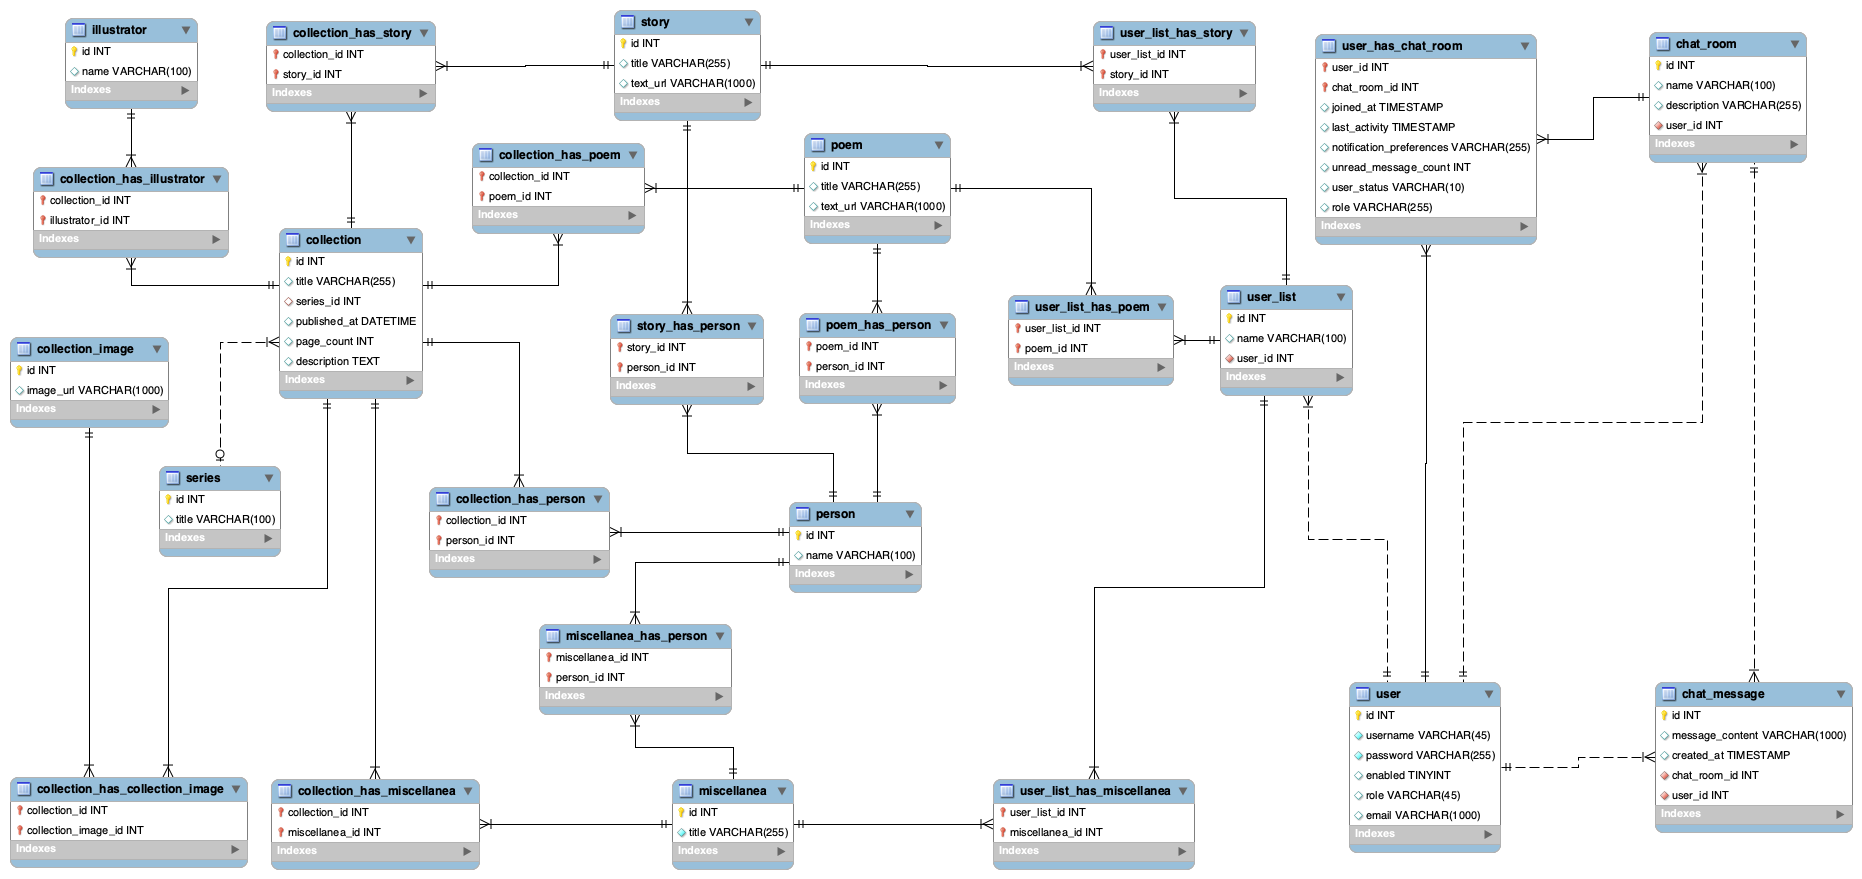 illustrator
id INT
name VARCHAR(100)
Indexes
collection_has_story
collection_id INT
story_id INT
Indexes
story
id INT
title VARCHAR(255)
text_url VARCHAR(1000)
Indexes
user_list_has_story
user_list_id INT
story_id INT
Indexes
user_has_chat_room
user_id INT
chat_room_id INT
joined_at TIMESTAMP
last_activity TIMESTAMP
notification_preferences VARCHAR(255)
unread_message_count INT
user_status VARCHAR(10)
role VARCHAR(255)
Indexes
chat_room
id INT
name VARCHAR(100)
description VARCHAR(255)
user_id INT
Indexes
collection_has_illustrator
collection_id INT
illustrator_id INT
Indexes
collection_has_poem
collection_id INT
poem_id INT
Indexes
poem
id INT
title VARCHAR(255)
text_url VARCHAR(1000)
Indexes
collection
id INT
title VARCHAR(255)
series_id INT
published_at DATETIME
page_count INT
description TEXT
Indexes
collection_image
id INT
image_url VARCHAR(1000)
Indexes
story_has_person
story_id INT
person_id INT
Indexes
poem_has_person
poem_id INT
person_id INT
Indexes
user_list_has_poem
user_list_id INT
poem_id INT
Indexes
user_list
id INT
name VARCHAR(100)
user_id INT
Indexes
series
id INT
title VARCHAR(100)
Indexes
collection_has_person
collection_id INT
person_id INT
Indexes
person
id INT
name VARCHAR(100)
Indexes
miscellanea_has_person
miscellanea_id INT
person_id INT
Indexes
user
id INT
username VARCHAR(45)
password VARCHAR(255)
enabled TINYINT
role VARCHAR(45)
email VARCHAR(1000)
Indexes
chat_message
id INT
message_content VARCHAR(1000)
created_at TIMESTAMP
chat_room_id INT
user_id INT
Indexes
collection_has_collection_image
collection_id INT
collection_image_id INT
Indexes
collection_has_miscellanea
collection_id INT
miscellanea_id INT
Indexes
miscellanea
id INT
title VARCHAR(255)
Indexes
user_list_has_miscellanea
user_list_id INT
miscellanea_id INT
Indexes